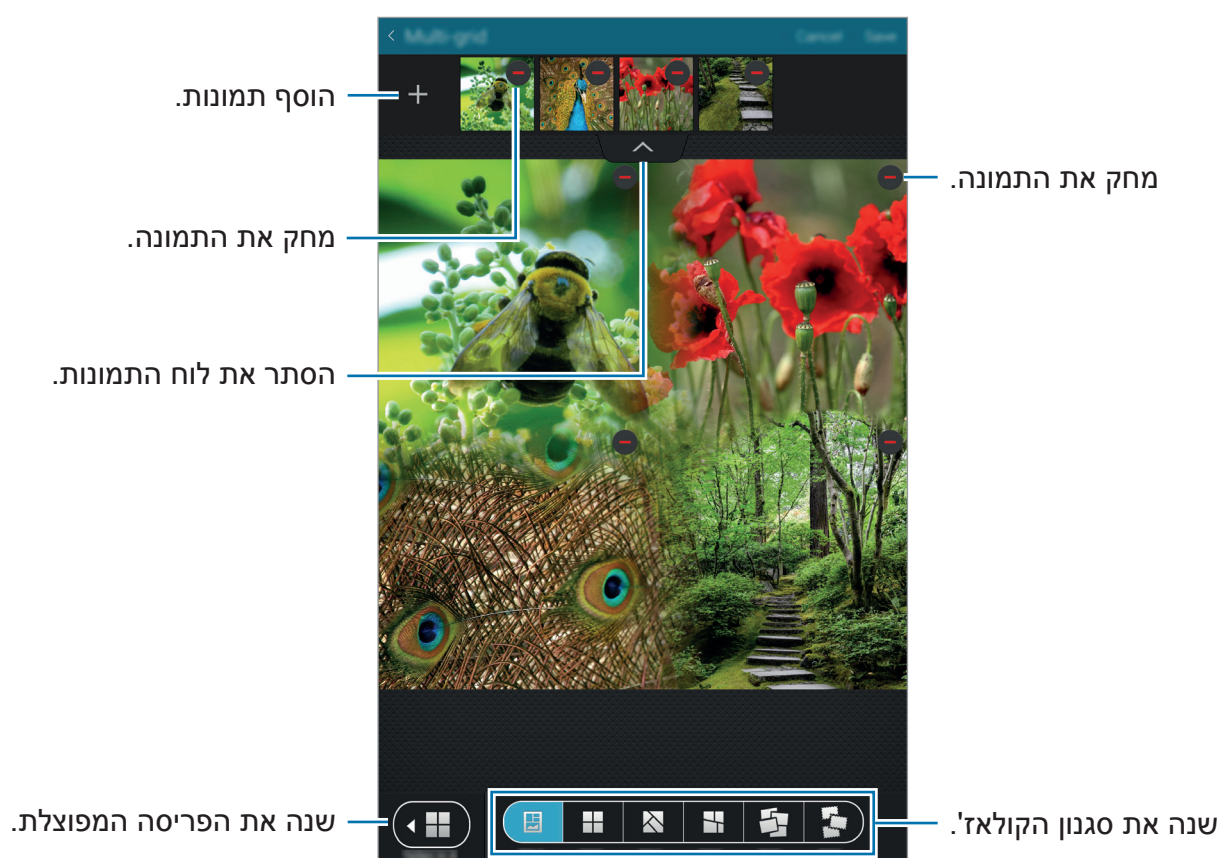 Multi-grid
Cancel Save
הוסף תמונות.
מחק את התמונה.
מחק את התמונה.
הסתר את לוח התמונות.
שנה את הפריסה המפוצלת.
שנה את סגנון הקולאז'.